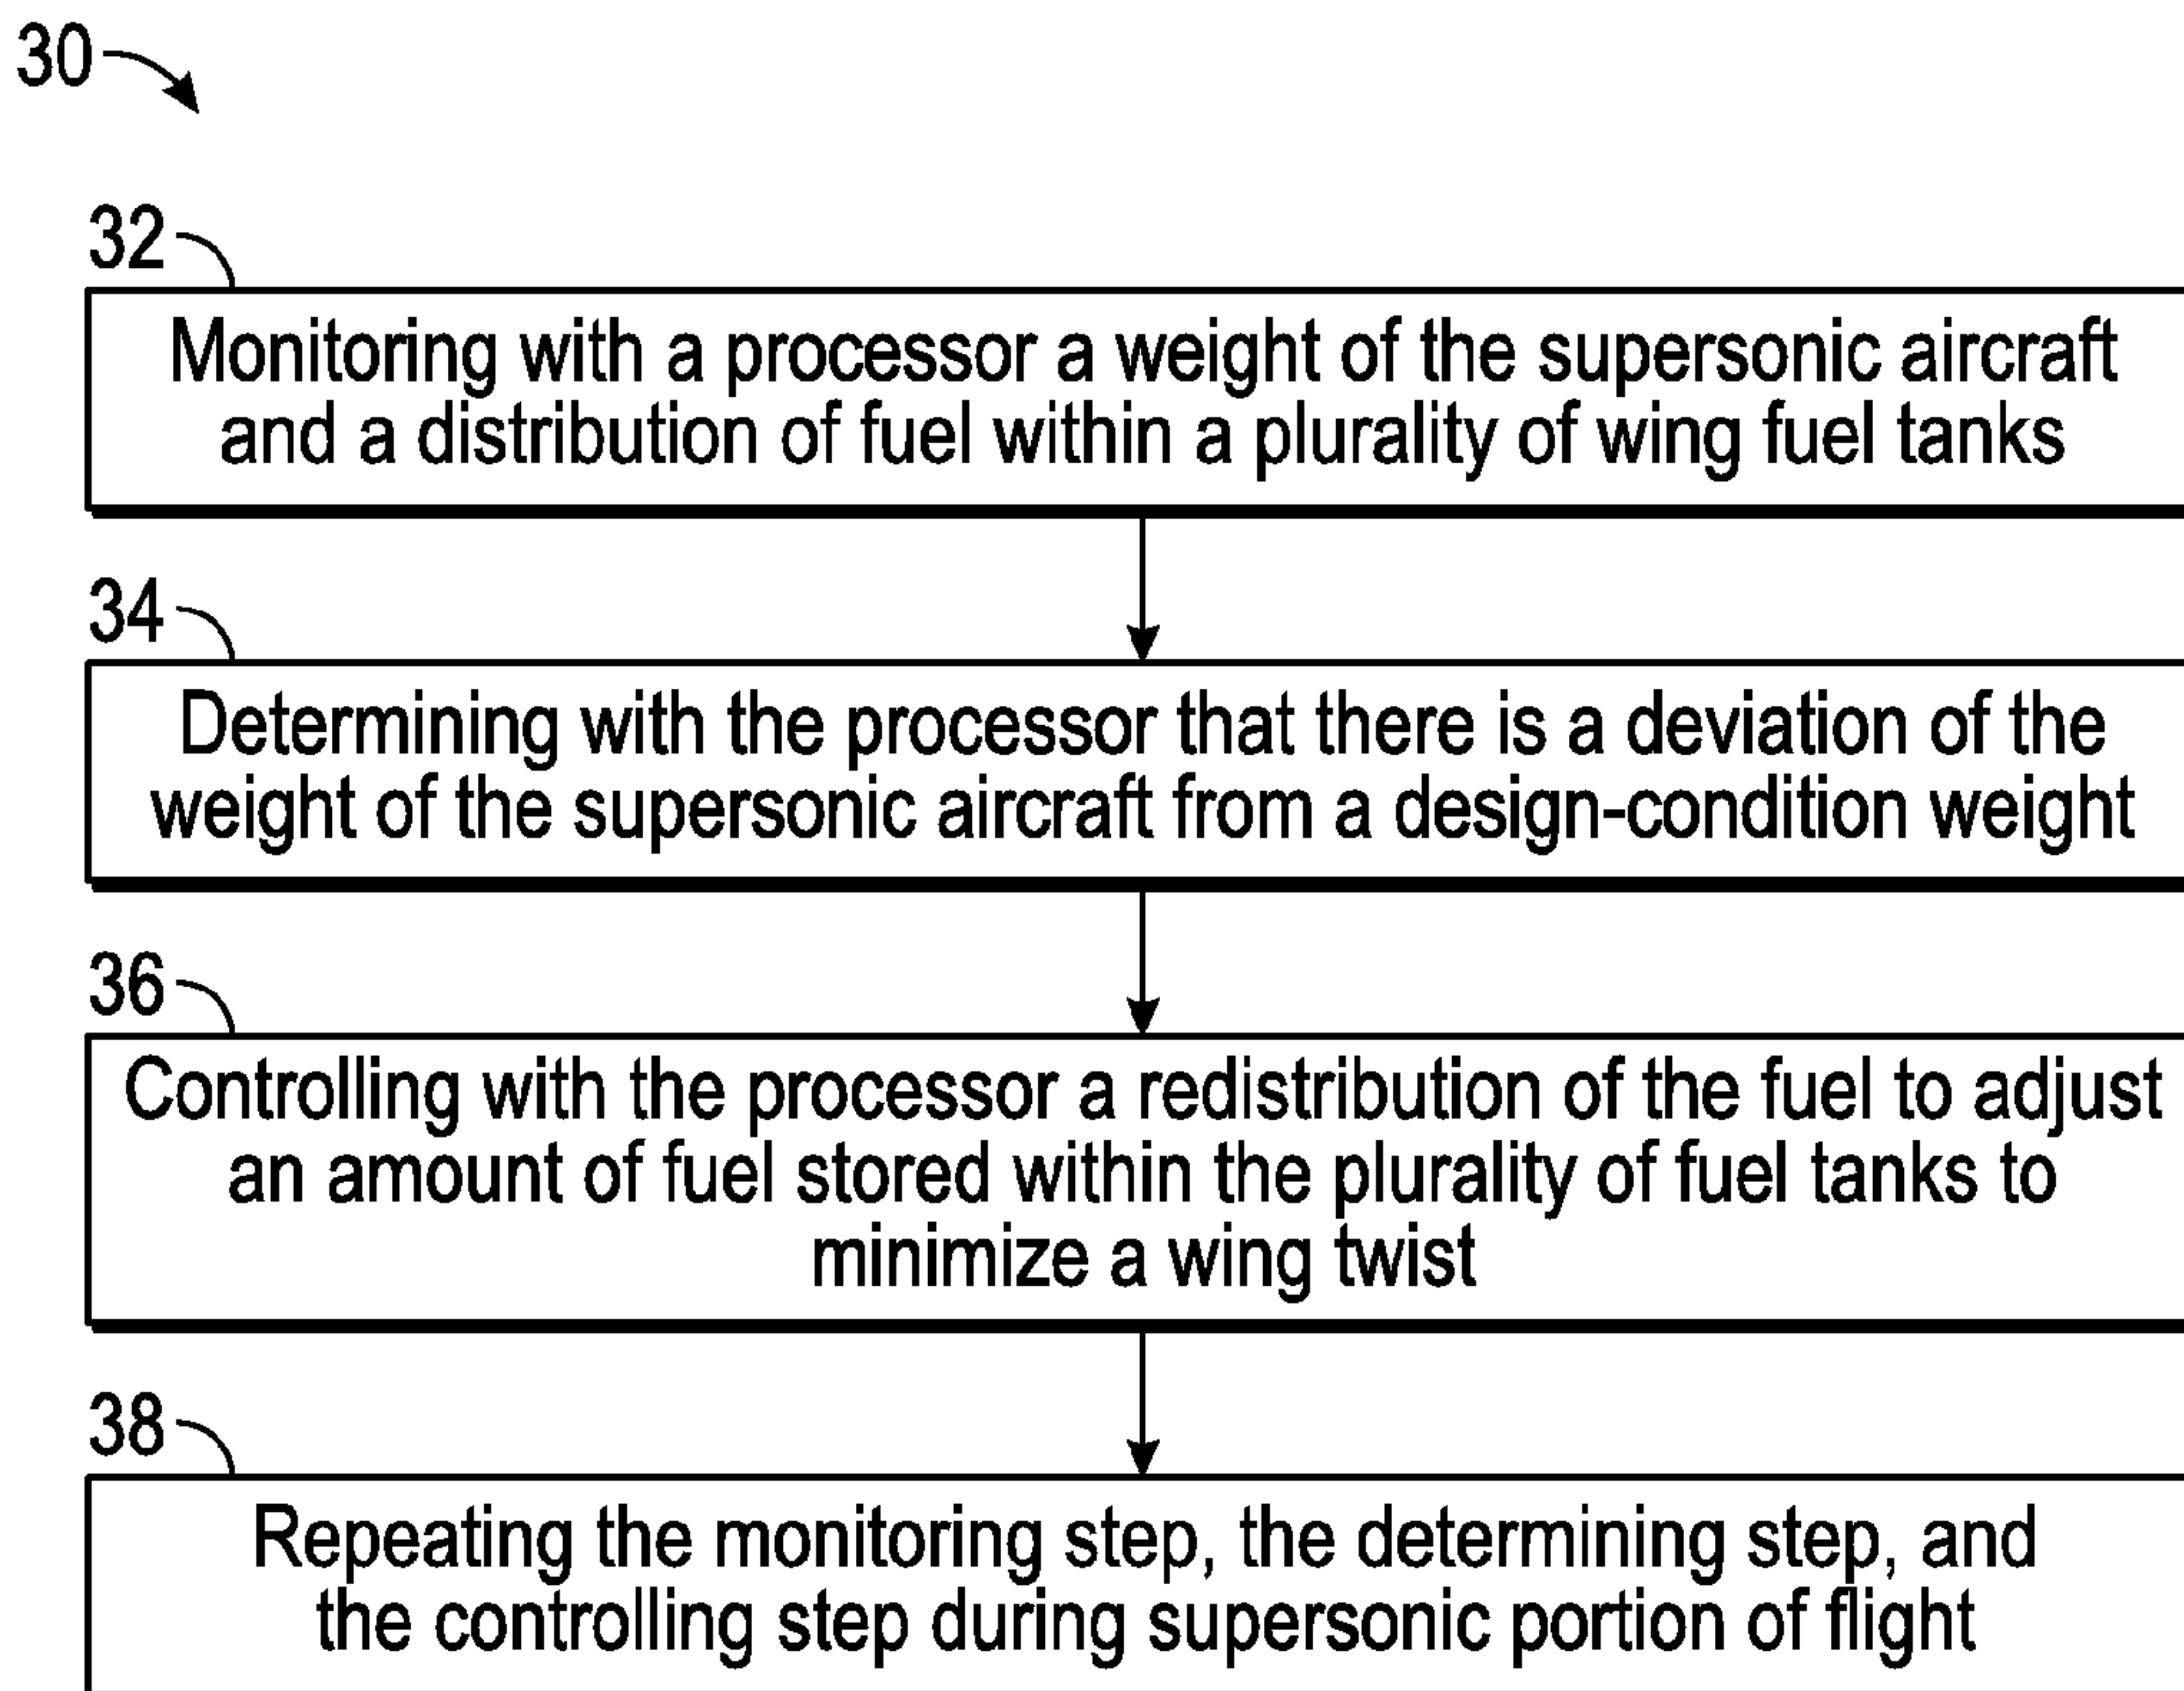 30
32
Monitoring with a processor a weight of the supersonic aircraft
and a distribution of fuel within a plurality of wing fuel tanks
34
Determining with the processor that there is a deviation of the
weight of the supersonic aircraft from a design-condition weight
36
Controlling with the processor a redistribution of the fuel to adjust
an amount of fuel stored within the plurality of fuel tanks to
minimize a wing twist
38
Repeating the monitoring step, the determining step, and
the controlling step during supersonic portion of flight